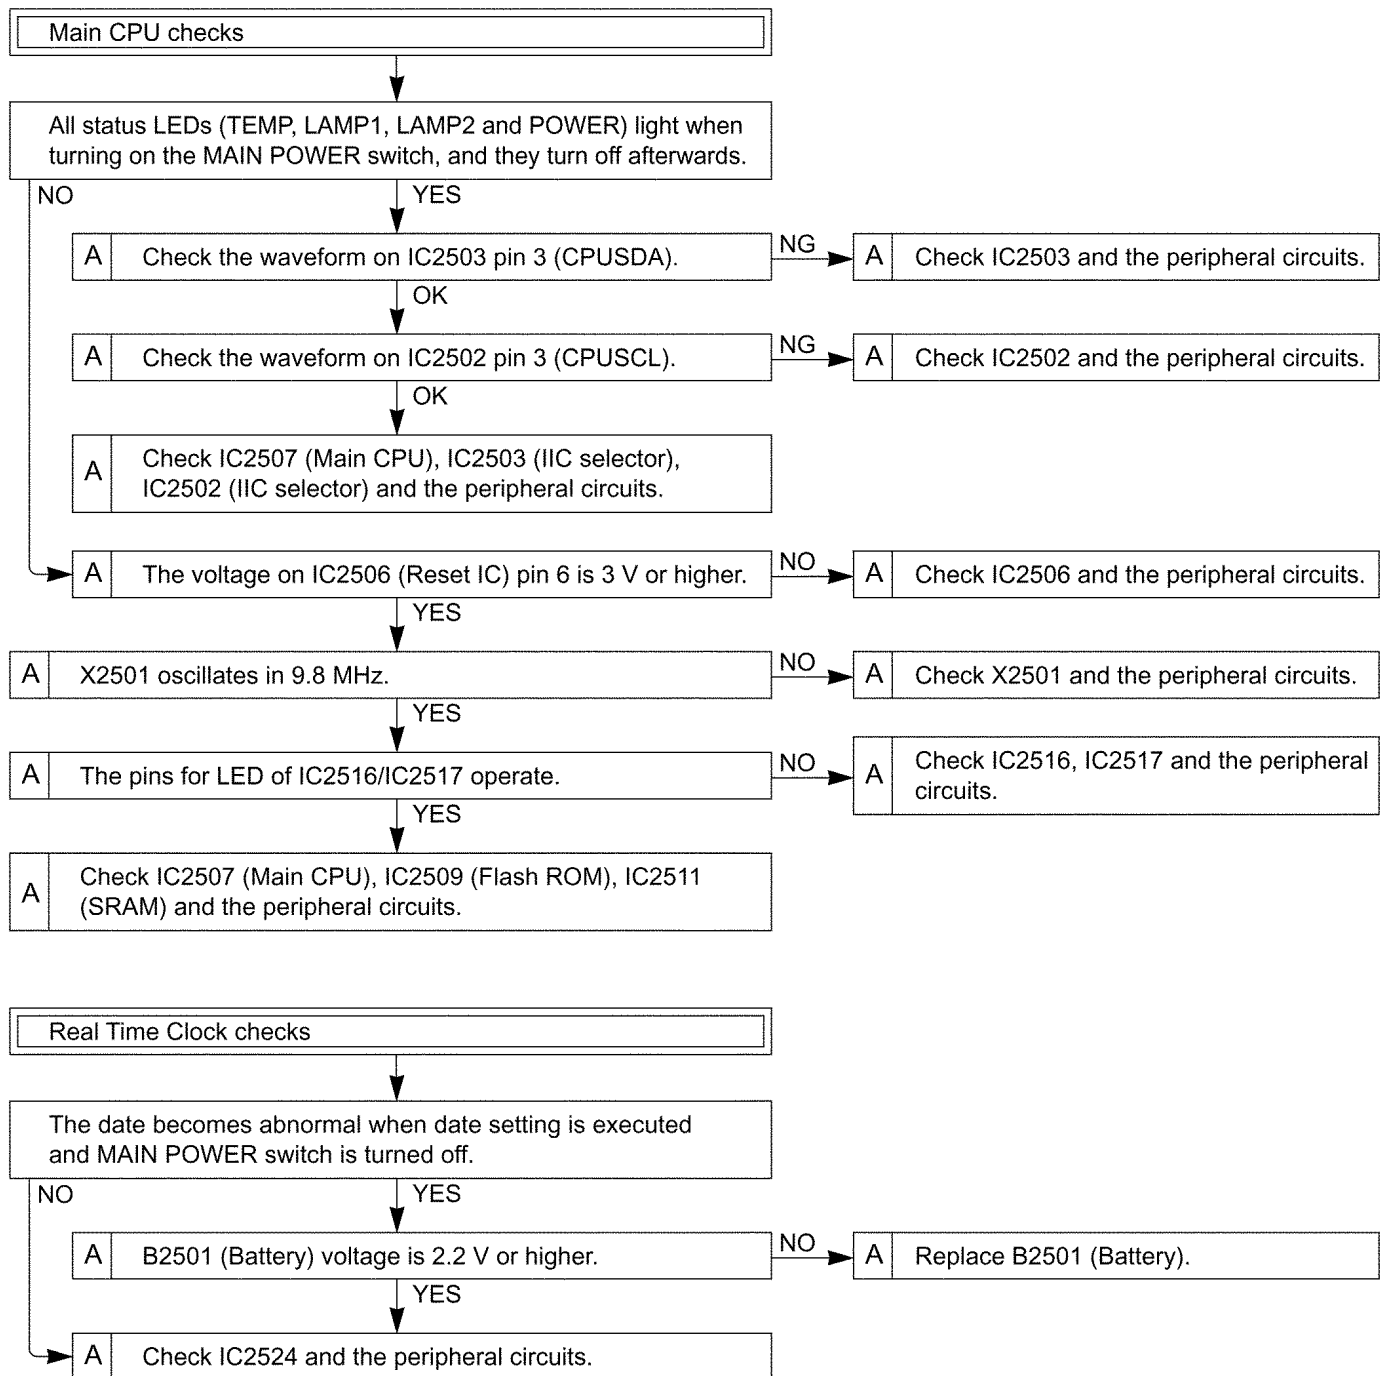 Main CPU checks
All status LEDs (TEMP, LAMP1, LAMP2 and POWER) light when
turning on the MAIN POWER switch, and they turn off afterwards.
NO
YES
A
Check the waveform on IC2503 pin 3 (CPUSDA).
NG
A
Check IC2503 and the peripheral circuits.
OK
A
Check the waveform on IC2502 pin 3 (CPUSCL).
NG
A
Check IC2502 and the peripheral circuits.
OK
A
Check IC2507 (Main CPU), IC2503 (IIC selector),
IC2502 (IIC selector) and the peripheral circuits.
A
The voltage on IC2506 (Reset IC) pin 6 is 3 V or higher.
NO
A
Check IC2506 and the peripheral circuits.
YES
A
X2501 oscillates in 9.8 MHz.
NO
A
Check X2501 and the peripheral circuits.
YES
A
The pins for LED of IC2516/IC2517 operate.
NO
A
Check IC2516, IC2517 and the peripheral
circuits.
YES
A
Check IC2507 (Main CPU), IC2509 (Flash ROM), IC2511
(SRAM) and the peripheral circuits.
Real Time Clock checks
The date becomes abnormal when date setting is executed
and MAIN POWER switch is turned off.
NO
YES
A
B2501 (Battery) voltage is 2.2 V or higher.
NO
A
Replace B2501 (Battery).
YES
A
Check IC2524 and the peripheral circuits.